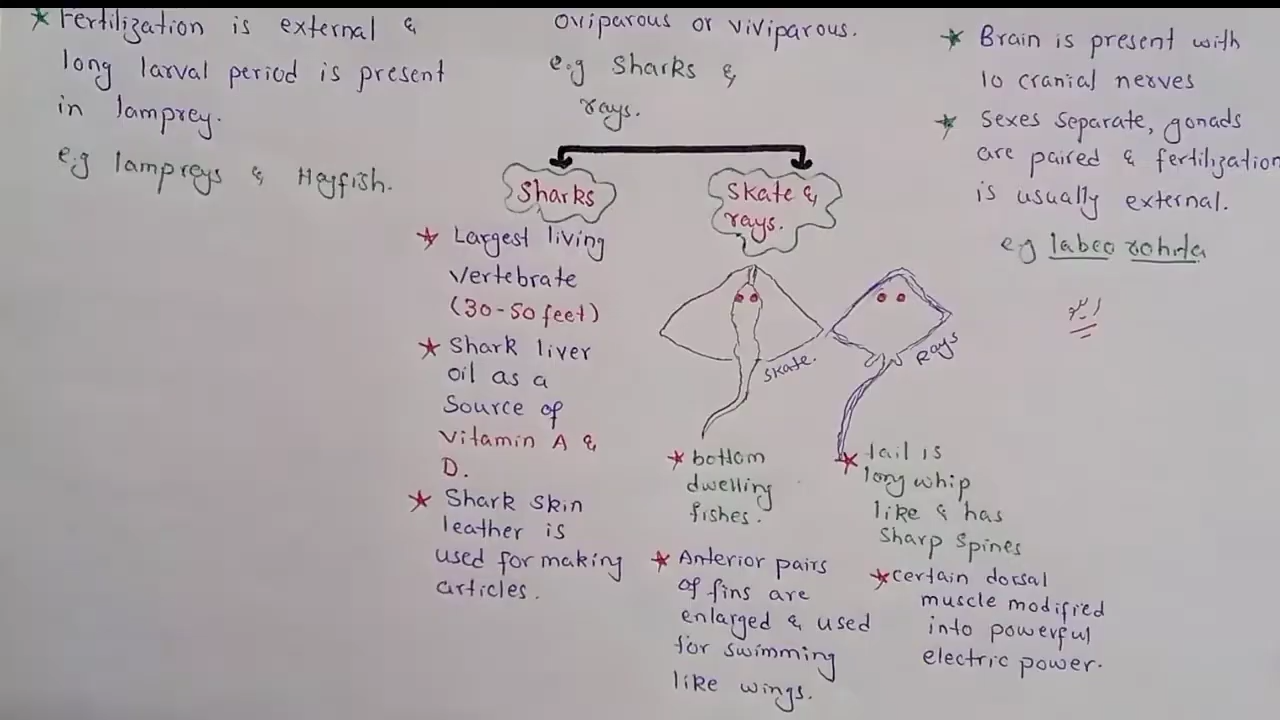 ★ Fertilization is external &
long larval period is present
in lamprey.
e.g lampreys & Hagfish.
oviparous or viviparous.
e.g Sharks &
rays.
Sharks
★ Largest living
vertebrate
(30-50 feet)
★ Shark liver
oil as a
Source of
vitamin A &
D.
★ Shark skin
leather is
used for making
articles.
Skate &
rays.
Skate.
Rays
★ bottom
dwelling
fishes.
★ Anterior pairs
of fins are
enlarged & used
for swimming
like wings.
★ tail is
long whip
like & has
Sharp Spines
★ certain dorsal
muscle modified
into powerful
electric power.
★ Brain is present with
10 cranial nerves
★ Sexes separate, gonads
are paired & fertilization
is usually external.
eg labeo rohita